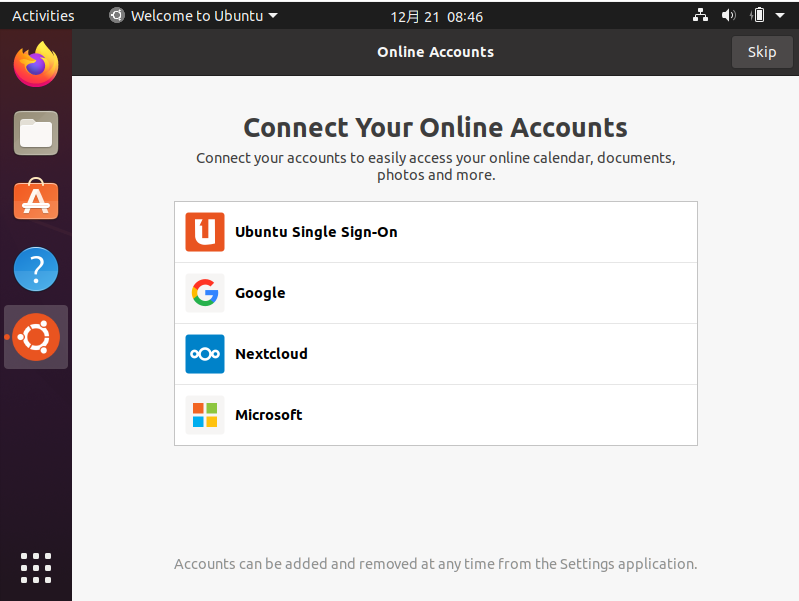 Activities
Welcome to Ubuntu
12月 21 08:46
Online Accounts
Skip
Connect Your Online Accounts
Connect your accounts to easily access your online calendar, documents,
photos and more.
Ubuntu Single Sign-On
Google
Nextcloud
Microsoft
Accounts can be added and removed at any time from the Settings application.